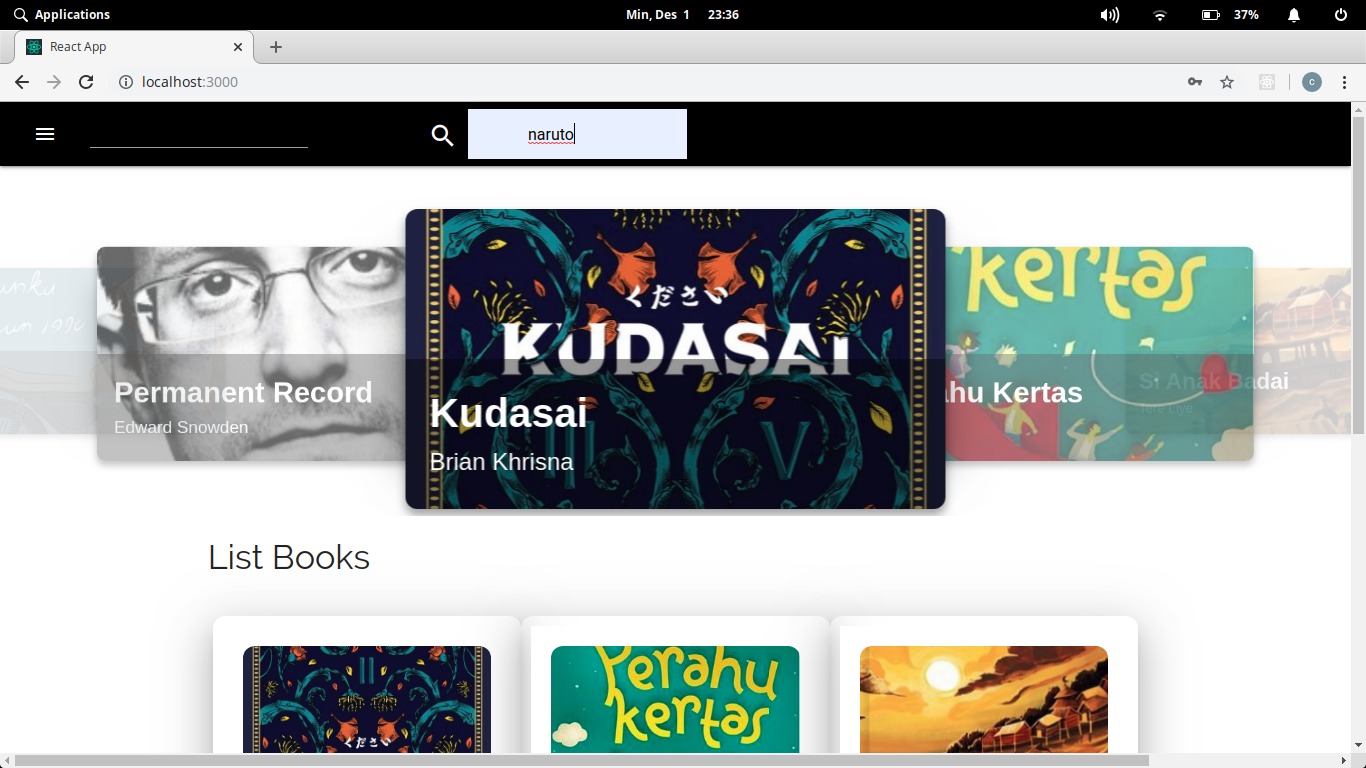 Applications
Min, Des 1 23:36
37%
React App
localhost:3000
c
naruto
Permanent Record
Edward Snowden
くださぃ
KUDASAI
Kudasai
Brian Khrisna
kertas
ahu Kertas
Si Anak Badai
Tere Liye
List Books
くださぃ
Perahu
kertas